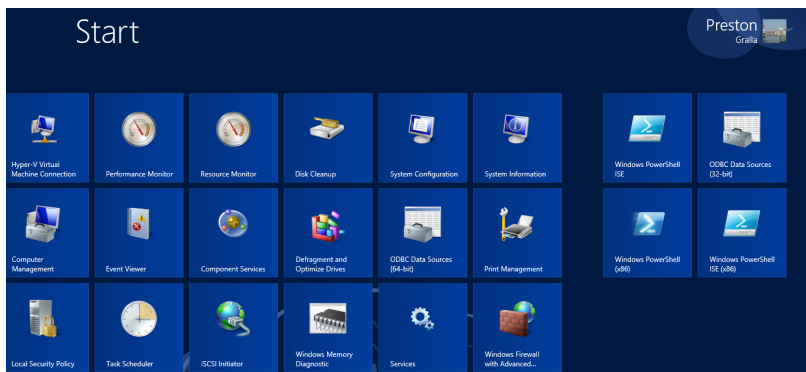 Start
Preston
Gralla
Hyper-V Virtual
Machine Connection
Performance Monitor
Resource Monitor
Disk Cleanup
System Configuration
System Information
Windows PowerShell
ISE
ODBC Data Sources
(32-bit)
Computer
Management
Event Viewer
Component Services
Defragment and
Optimize Drives
ODBC Data Sources
(64-bit)
Print Management
Windows PowerShell
(x86)
Windows PowerShell
ISE (x86)
Local Security Policy
Task Scheduler
iSCSI Initiator
Windows Memory
Diagnostic
Services
Windows Firewall
with Advanced...